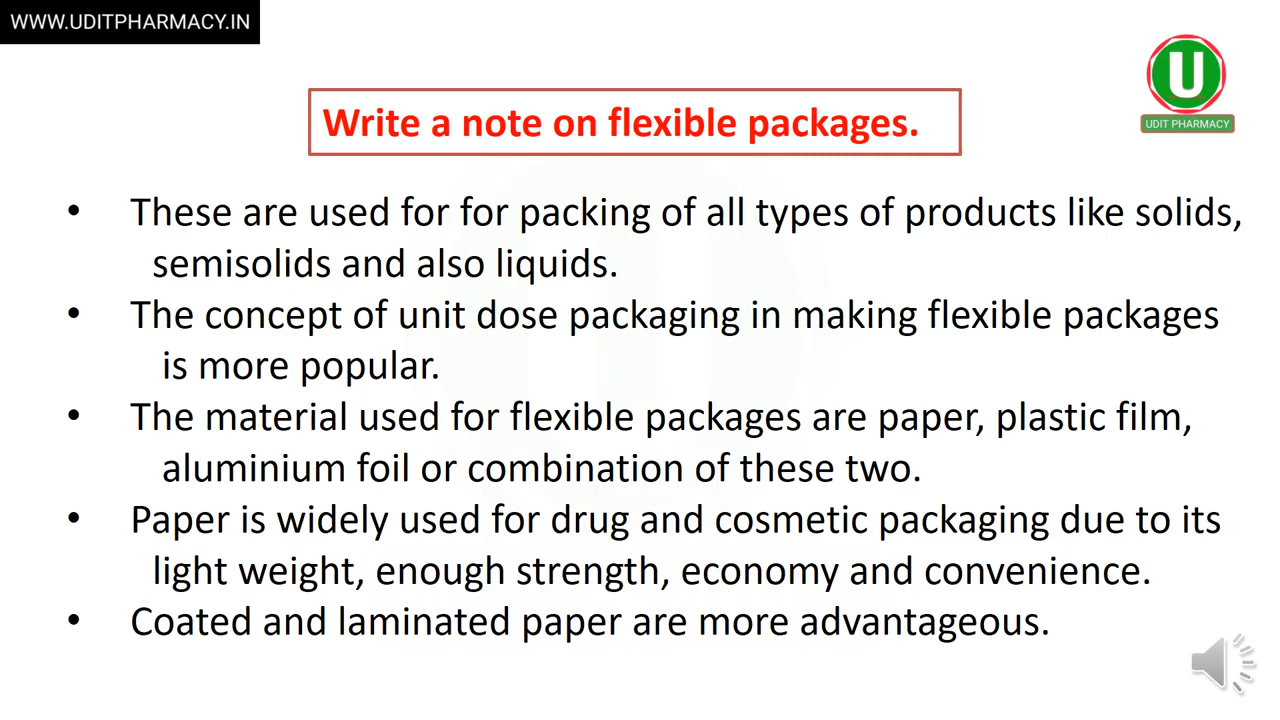 WWW.UDITPHARMACY.IN
U
UDIT PHARMACY
Write a note on flexible packages.
• These are used for for packing of all types of products like solids,
semisolids and also liquids.
• The concept of unit dose packaging in making flexible packages
is more popular.
• The material used for flexible packages are paper, plastic film,
aluminium foil or combination of these two.
• Paper is widely used for drug and cosmetic packaging due to its
light weight, enough strength, economy and convenience.
• Coated and laminated paper are more advantageous.